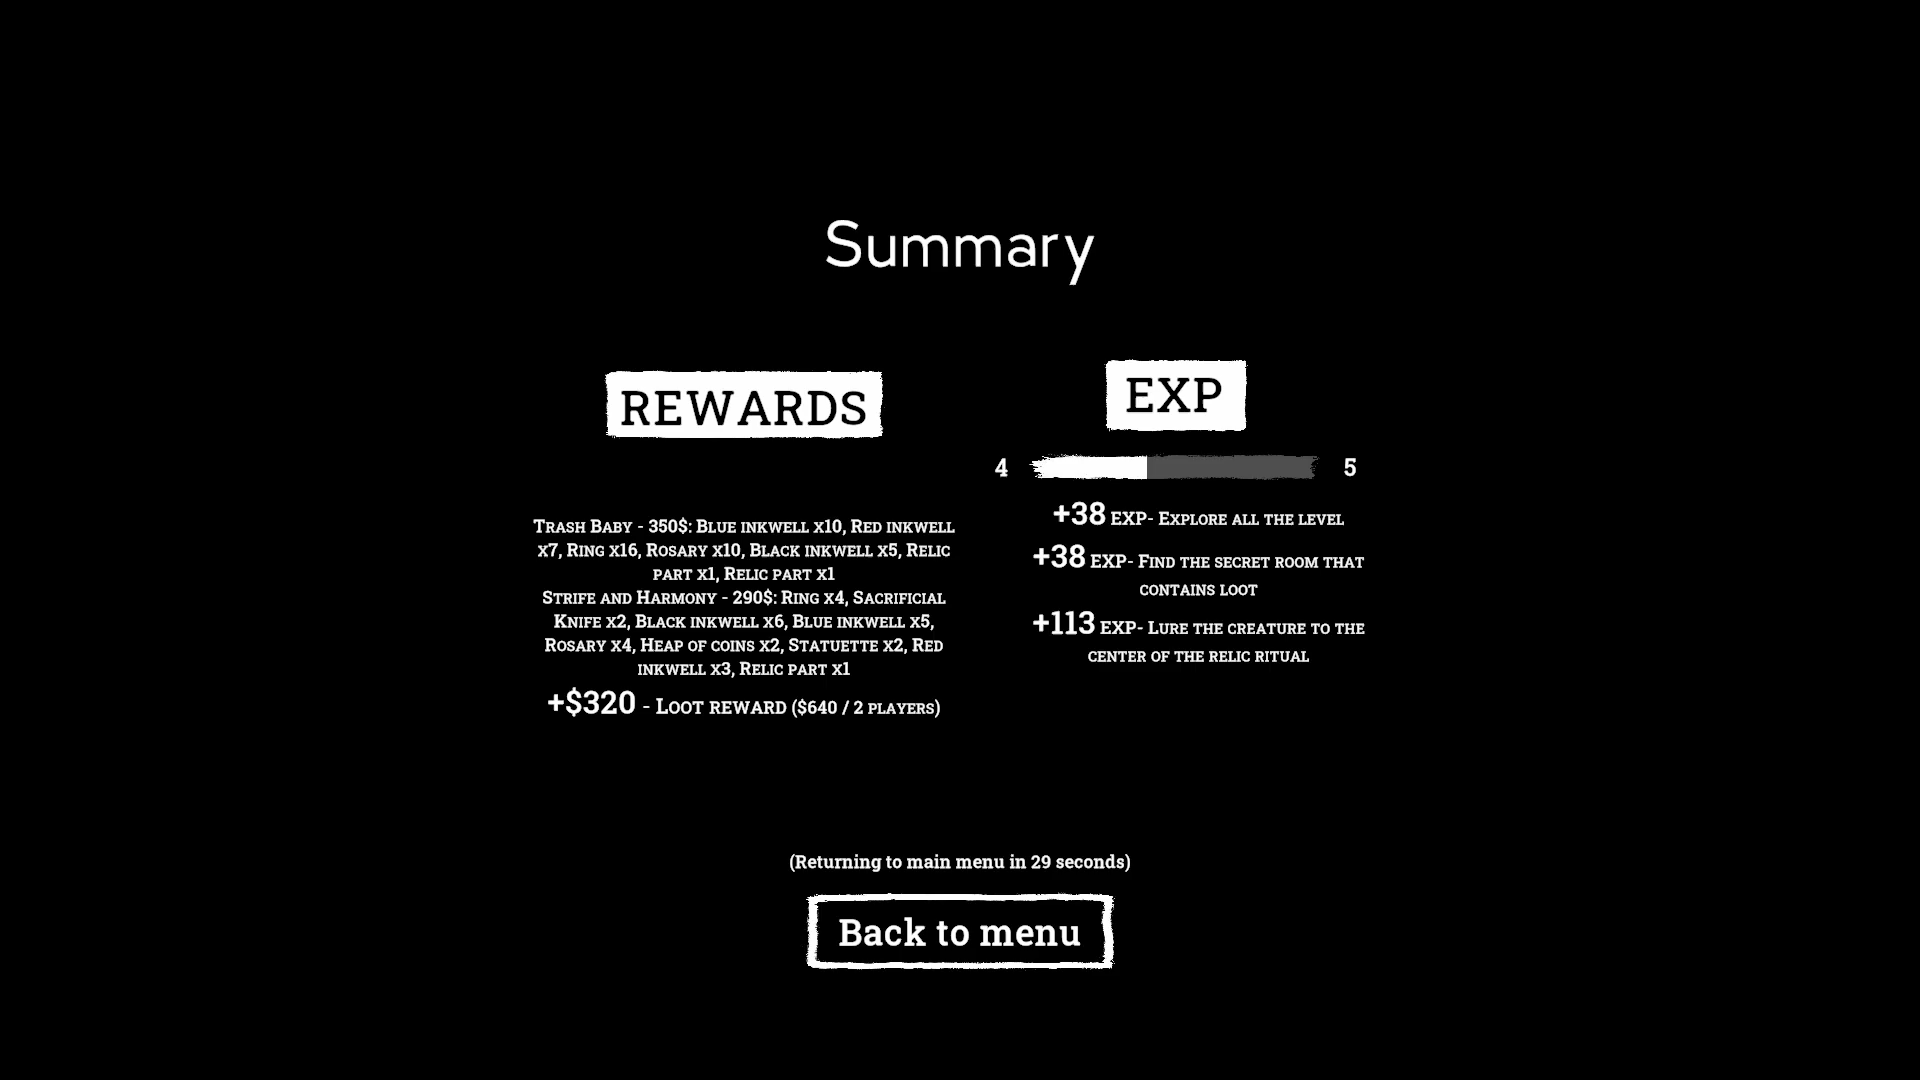 Summary
REWARDS
Trash Baby - 350$: Blue inkwell x10, Red inkwell
x7, Ring x16, Rosary x10, Black inkwell x5, Relic
part x1, Relic part x1
Strife and Harmony - 290$: Ring x4, Sacrificial
Knife x2, Black inkwell x6, Blue inkwell x5,
Rosary x4, Heap of coins x2, Statuette x2, Red
inkwell x3, Relic part x1
+$320 - Loot reward ($640 / 2 players)
EXP
4 5
+38 EXP- Explore all the level
+38 EXP- Find the secret room that
contains loot
+113 EXP- Lure the creature to the
center of the relic ritual
(Returning to main menu in 29 seconds)
Back to menu